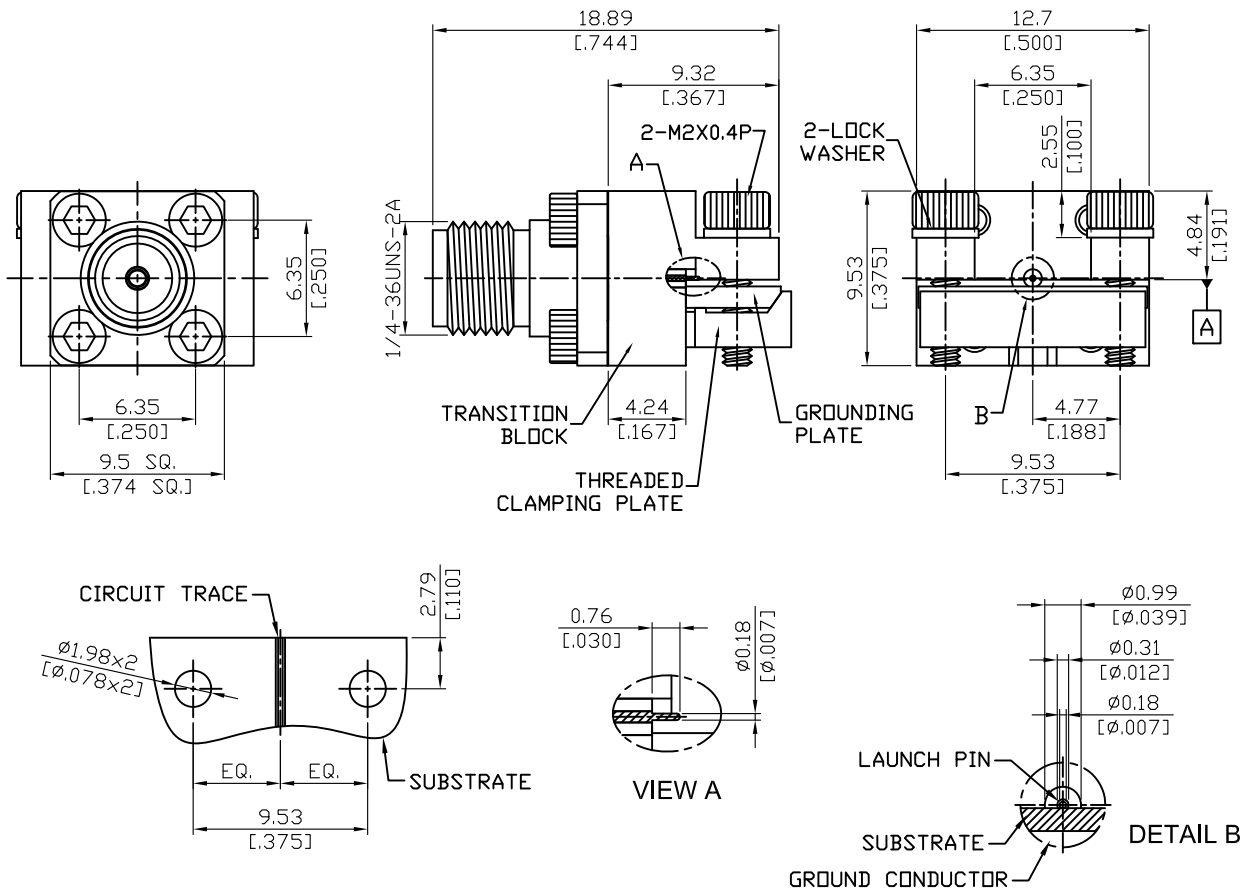 18.89
[.744]
9.32
[.367]
2-M2X0.4P
A
1/4-36UNS-2A
TRANSITION
BLOCK
4.24
[.167]
GROUNDING
PLATE
THREADED
CLAMPING PLATE
12.7
[.500]
6.35
[.250]
2-LOCK
WASHER
2.55
[.100]
9.53
[.375]
4.84
[.191]
A
B
4.77
[.188]
9.53
[.375]
6.35
[.250]
6.35
[.250]
9.5 SQ.
[.374 SQ.]
CIRCUIT TRACE
2.79
[.110]
Ø1.98×2
[Ø.078×2]
EQ.
EQ.
SUBSTRATE
9.53
[.375]
0.76
[.030]
Ø0.18
[Ø.007]
VIEW A
Ø0.99
[Ø.039]
Ø0.31
[Ø.012]
Ø0.18
[Ø.007]
LAUNCH PIN
SUBSTRATE
DETAIL B
GROUND CONDUCTOR